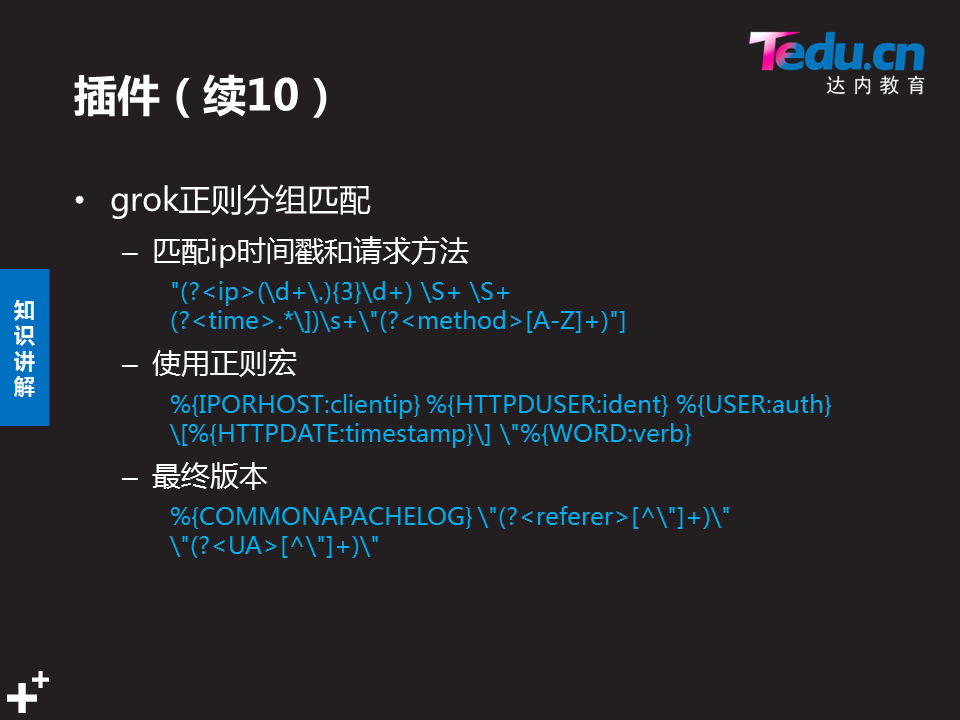 Tedu.cn
达内教育
插件（续10）
• grok正则分组匹配
– 匹配ip时间戳和请求方法
"(?<ip>(\d+\.){3}\d+) \S+ \S+
(?<time>.*\])\s+\"(?<method>[A-Z]+)"]
– 使用正则宏
%{IPORHOST:clientip} %{HTTPDUSER:ident} %{USER:auth}
\[%{HTTPDATE:timestamp}\] \"%{WORD:verb}
– 最终版本
%{COMMONAPACHELOG} \"(?<referer>[^\"]+)\"
\"(?<UA>[^\"]+)\"
知
识
讲
解